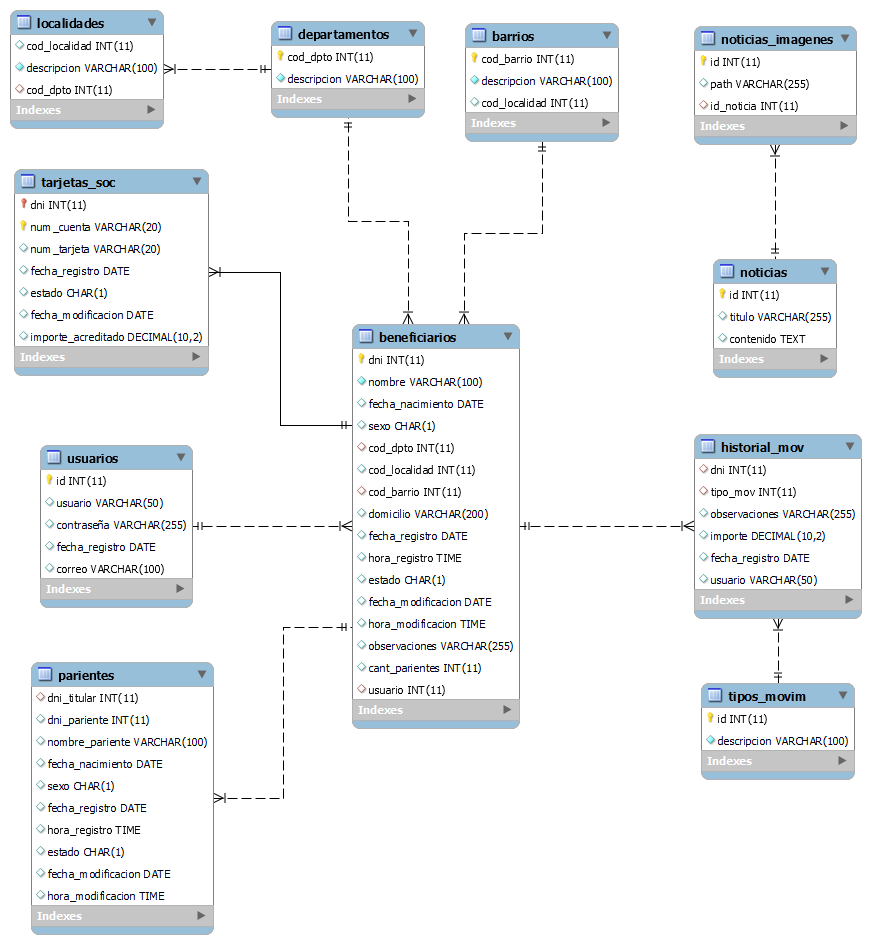 localidades
cod_localidad INT(11)
descripcion VARCHAR(100)
cod_dpto INT(11)
Indexes
departamentos
cod_dpto INT(11)
descripcion VARCHAR(100)
Indexes
barrios
cod_barrio INT(11)
descripcion VARCHAR(100)
cod_localidad INT(11)
Indexes
noticias_imagenes
id INT(11)
path VARCHAR(255)
id_noticia INT(11)
Indexes
tarjetas_soc
dni INT(11)
num_cuenta VARCHAR(20)
num_tarjeta VARCHAR(20)
fecha_registro DATE
estado CHAR(1)
fecha_modificacion DATE
importe_acreditado DECIMAL(10,2)
Indexes
noticias
id INT(11)
titulo VARCHAR(255)
contenido TEXT
Indexes
beneficiarios
dni INT(11)
nombre VARCHAR(100)
fecha_nacimiento DATE
sexo CHAR(1)
cod_dpto INT(11)
cod_localidad INT(11)
cod_barrio INT(11)
domicilio VARCHAR(200)
fecha_registro DATE
hora_registro TIME
estado CHAR(1)
fecha_modificacion DATE
hora_modificacion TIME
observaciones VARCHAR(255)
cant_parientes INT(11)
usuario INT(11)
Indexes
usuarios
id INT(11)
usuario VARCHAR(50)
contraseña VARCHAR(255)
fecha_registro DATE
correo VARCHAR(100)
Indexes
historial_mov
dni INT(11)
tipo_mov INT(11)
observaciones VARCHAR(255)
importe DECIMAL(10,2)
fecha_registro DATE
usuario VARCHAR(50)
Indexes
parientes
dni_titular INT(11)
dni_pariente INT(11)
nombre_pariente VARCHAR(100)
fecha_nacimiento DATE
sexo CHAR(1)
fecha_registro DATE
hora_registro TIME
estado CHAR(1)
fecha_modificacion DATE
hora_modificacion TIME
Indexes
tipos_movim
id INT(11)
descripcion VARCHAR(100)
Indexes